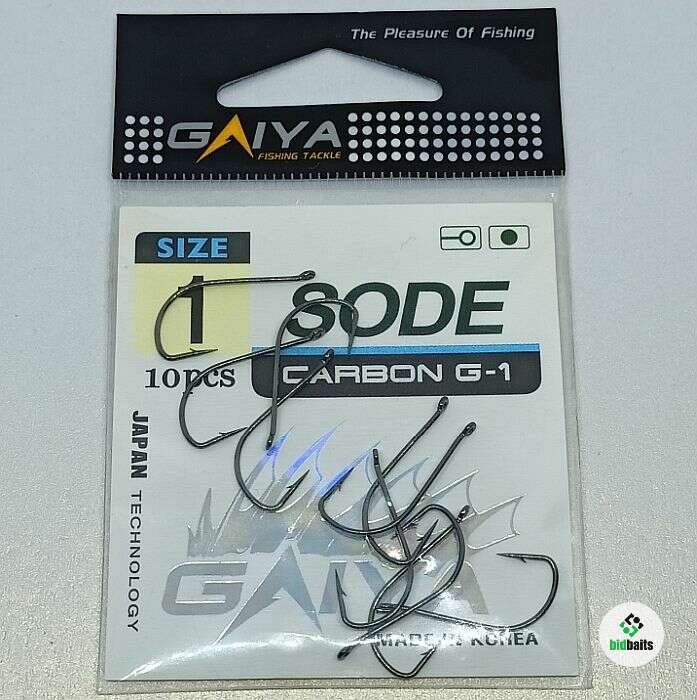 The Pleasure Of Fishing
GAIYA
FISHING TACKLE
SIZE
1
10pcs
SODE
CARBON G-1
JAPAN TECHNOLOGY
GAIYA
MADE IN KOREA
bidbaits